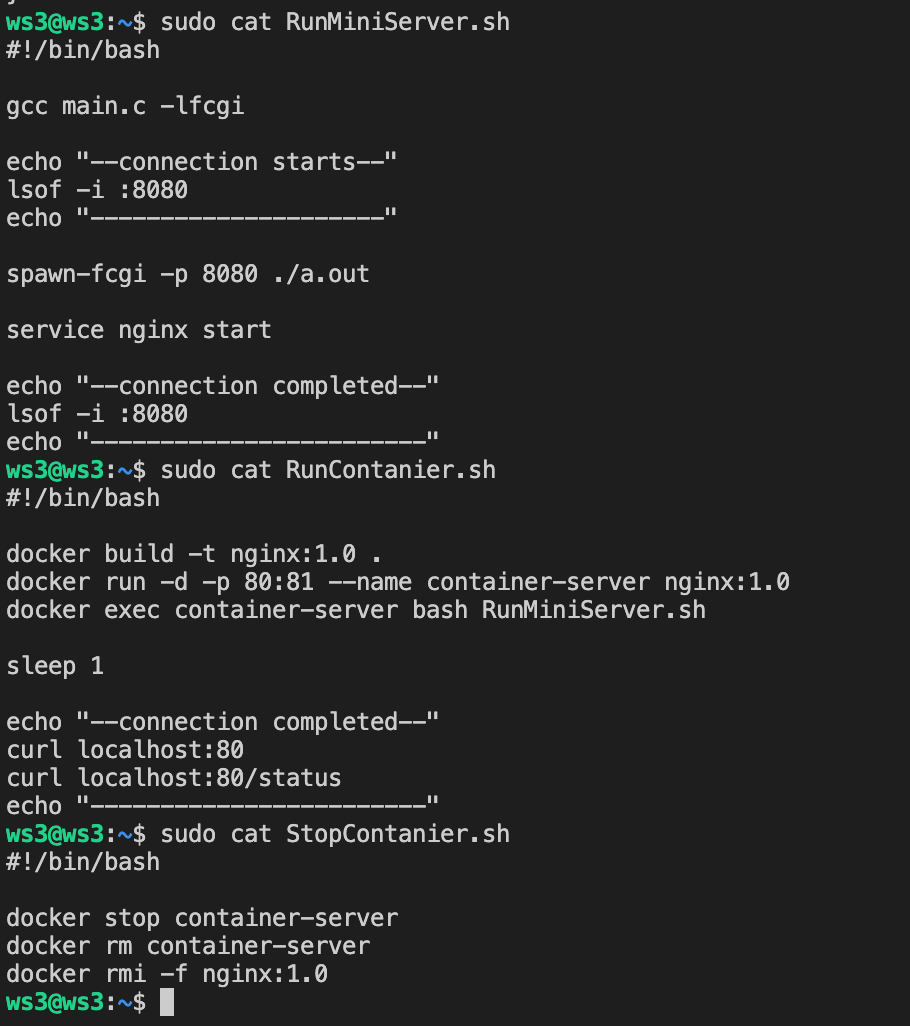 ws3@ws3:~$ sudo cat RunMiniServer.sh
#!/bin/bash
gcc main.c -lfcgi
echo "--connection starts--"
lsof -i :8080
echo "---------------------"
spawn-fcgi -p 8080 ./a.out
service nginx start
echo "--connection completed--"
lsof -i :8080
echo "------------------------"
ws3@ws3:~$ sudo cat RunContanier.sh
#!/bin/bash
docker build -t nginx:1.0 .
docker run -d -p 80:81 --name container-server nginx:1.0
docker exec container-server bash RunMiniServer.sh
sleep 1
echo "--connection completed--"
curl localhost:80
curl localhost:80/status
echo "------------------------"
ws3@ws3:~$ sudo cat StopContanier.sh
#!/bin/bash
docker stop container-server
docker rm container-server
docker rmi -f nginx:1.0
ws3@ws3:~$